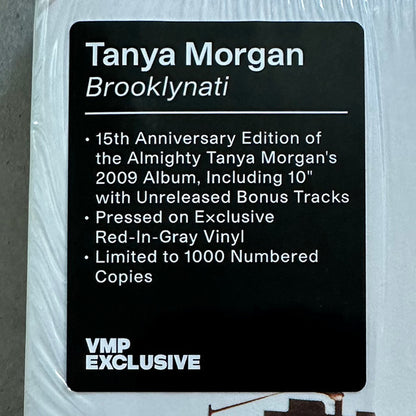 Tanya Morgan
Brooklynati
• 15th Anniversary Edition of
the Almighty Tanya Morgan's
2009 Album, Including 10"
with Unreleased Bonus Tracks
• Pressed on Exclusive
Red-In-Gray Vinyl
• Limited to 1000 Numbered
Copies
VMP
EXCLUSIVE